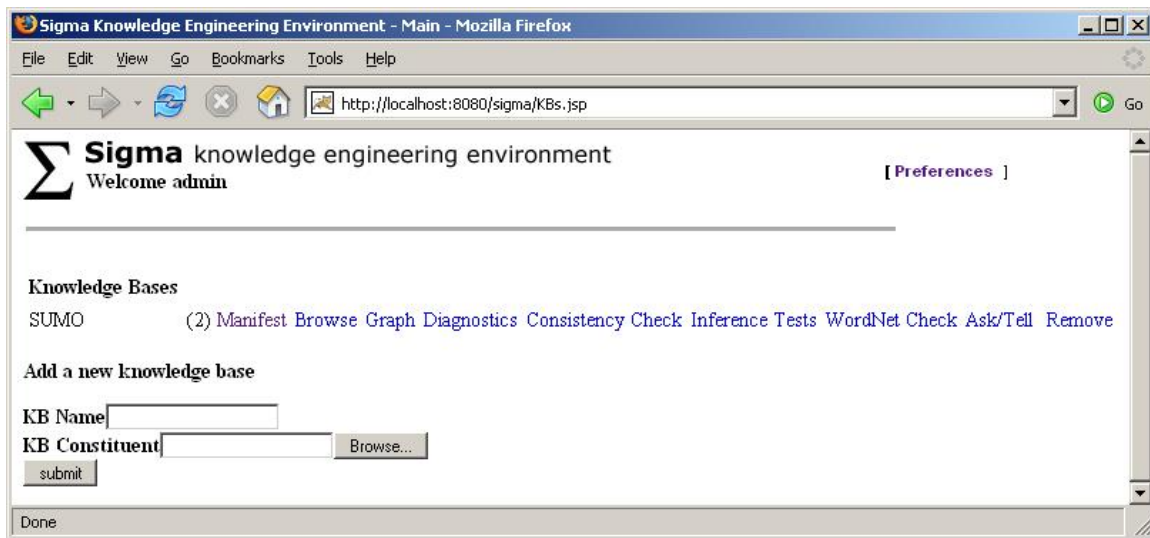 Sigma Knowledge Engineering Environment - Main - Mozilla Firefox
File Edit View Go Bookmarks Tools Help
http://localhost:8080/sigma/KBs.jsp Go
Σ Sigma knowledge engineering environment
Welcome admin
[ Preferences ]
Knowledge Bases
SUMO (2) Manifest Browse Graph Diagnostics Consistency Check Inference Tests WordNet Check Ask/Tell Remove
Add a new knowledge base
KB Name
KB Constituent Browse...
submit
Done